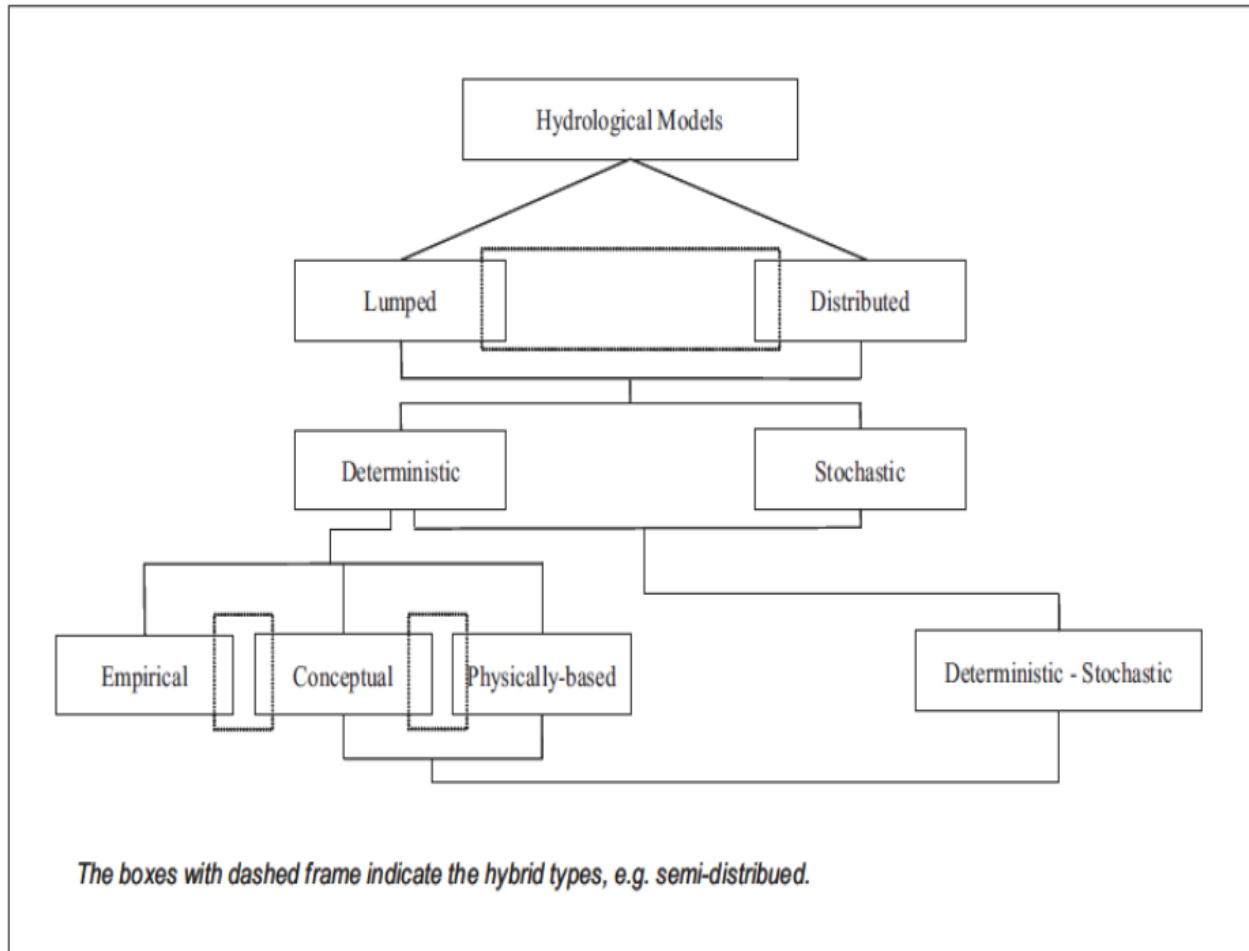 Hydrological Models
Lumped
Distributed
Deterministic
Stochastic
Empirical
Conceptual
Physically-based
Deterministic - Stochastic
The boxes with dashed frame indicate the hybrid types, e.g. semi-distribued.